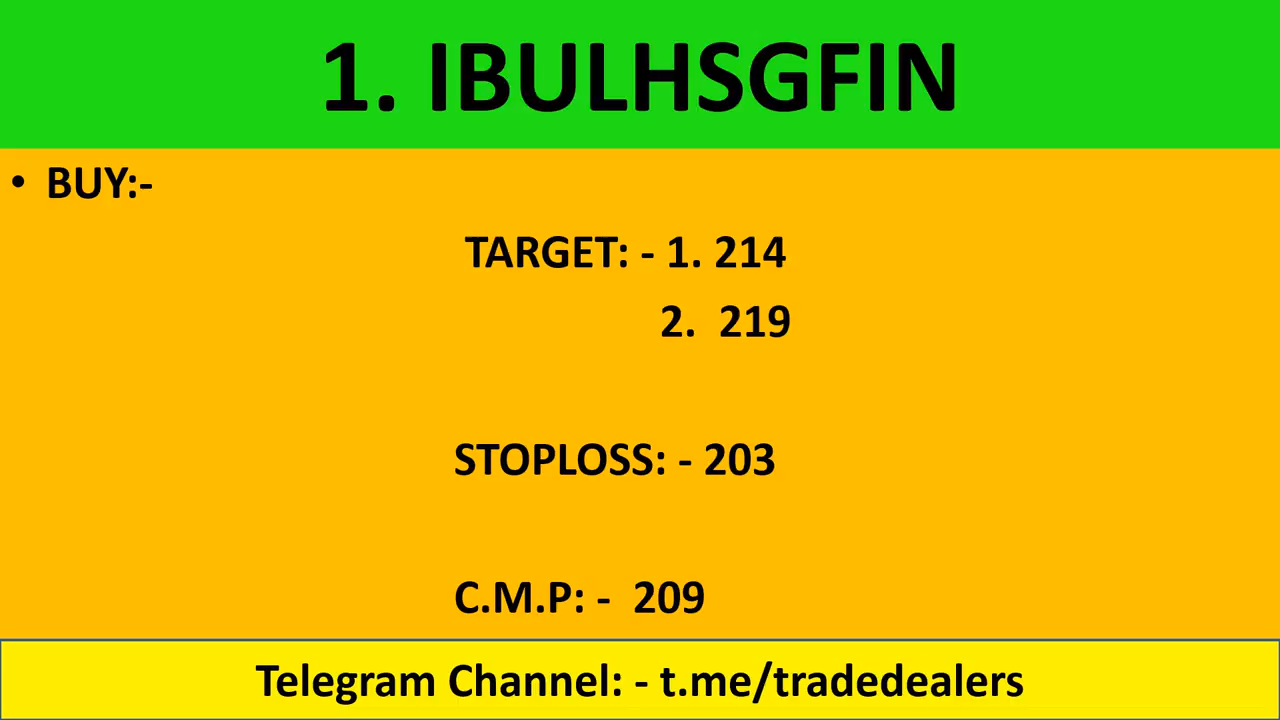 1. IBULHSGFIN
• BUY:-
TARGET: - 1. 214
2. 219
STOPLOSS: - 203
C.M.P: - 209
Telegram Channel: - t.me/tradedealers